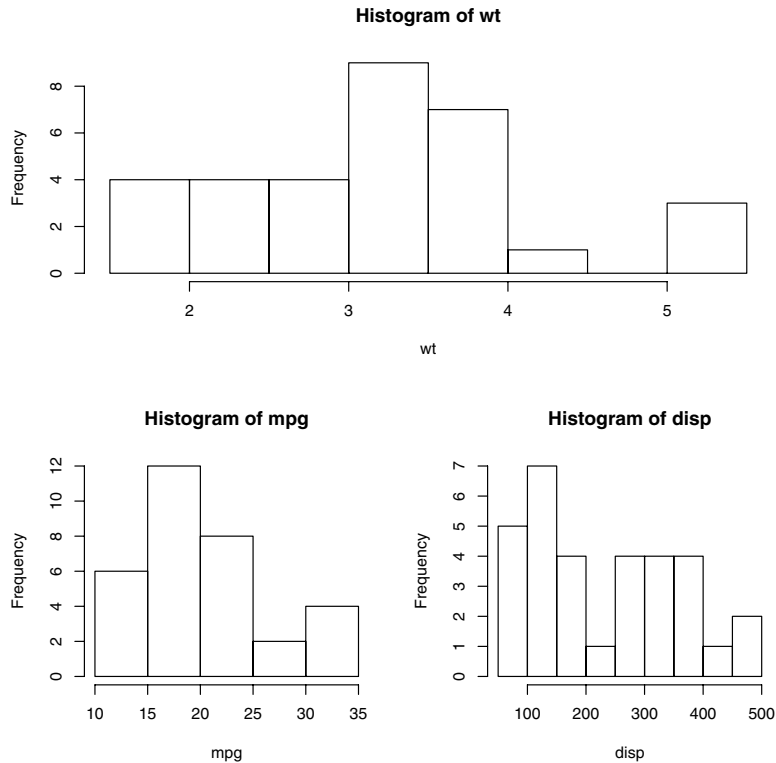 Histogram of wt
Frequency
0 2 4 6 8
2 3 4 5
wt
Histogram of mpg
Frequency
0 2 4 6 8 10 12
10 15 20 25 30 35
mpg
Histogram of disp
Frequency
0 1 2 3 4 5 6 7
100 200 300 400 500
disp